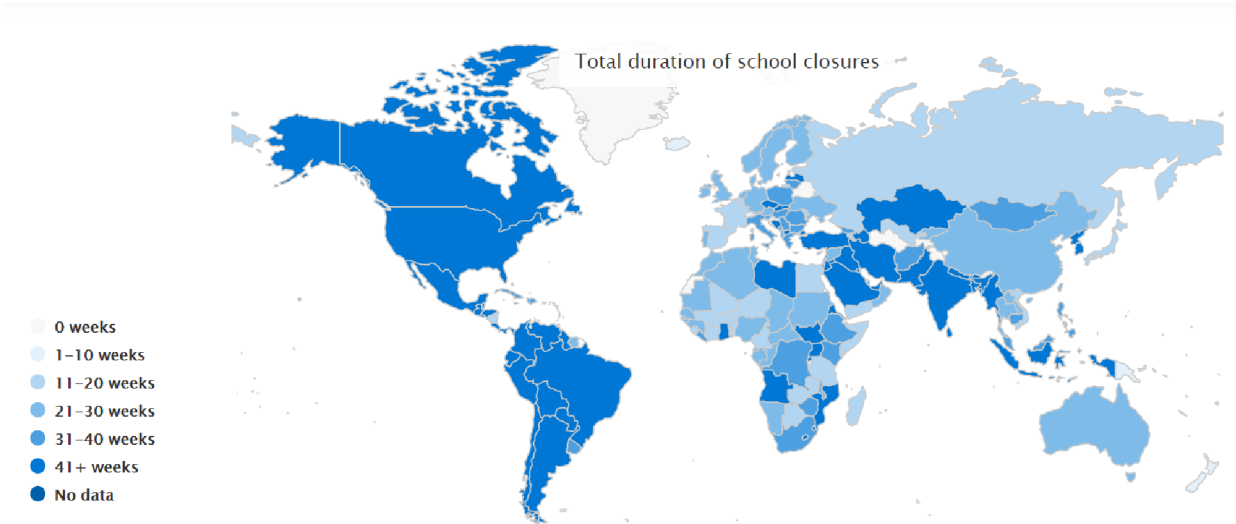 Total duration of school closures
0 weeks
1–10 weeks
11–20 weeks
21–30 weeks
31–40 weeks
41+ weeks
No data